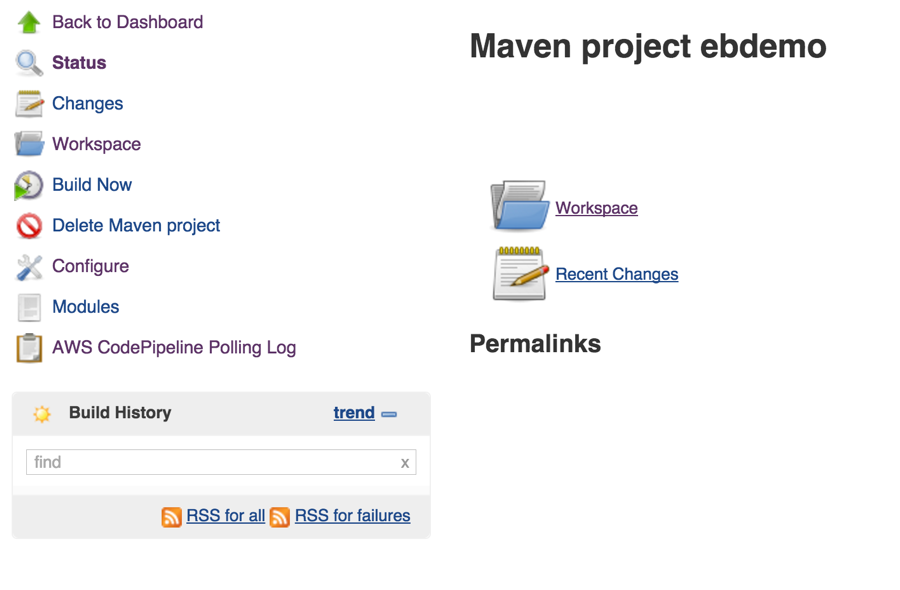 Back to Dashboard
Status
Changes
Workspace
Build Now
Delete Maven project
Configure
Modules
AWS CodePipeline Polling Log
Build History trend
find x
RSS for all RSS for failures
Maven project ebdemo
Workspace
Recent Changes
Permalinks